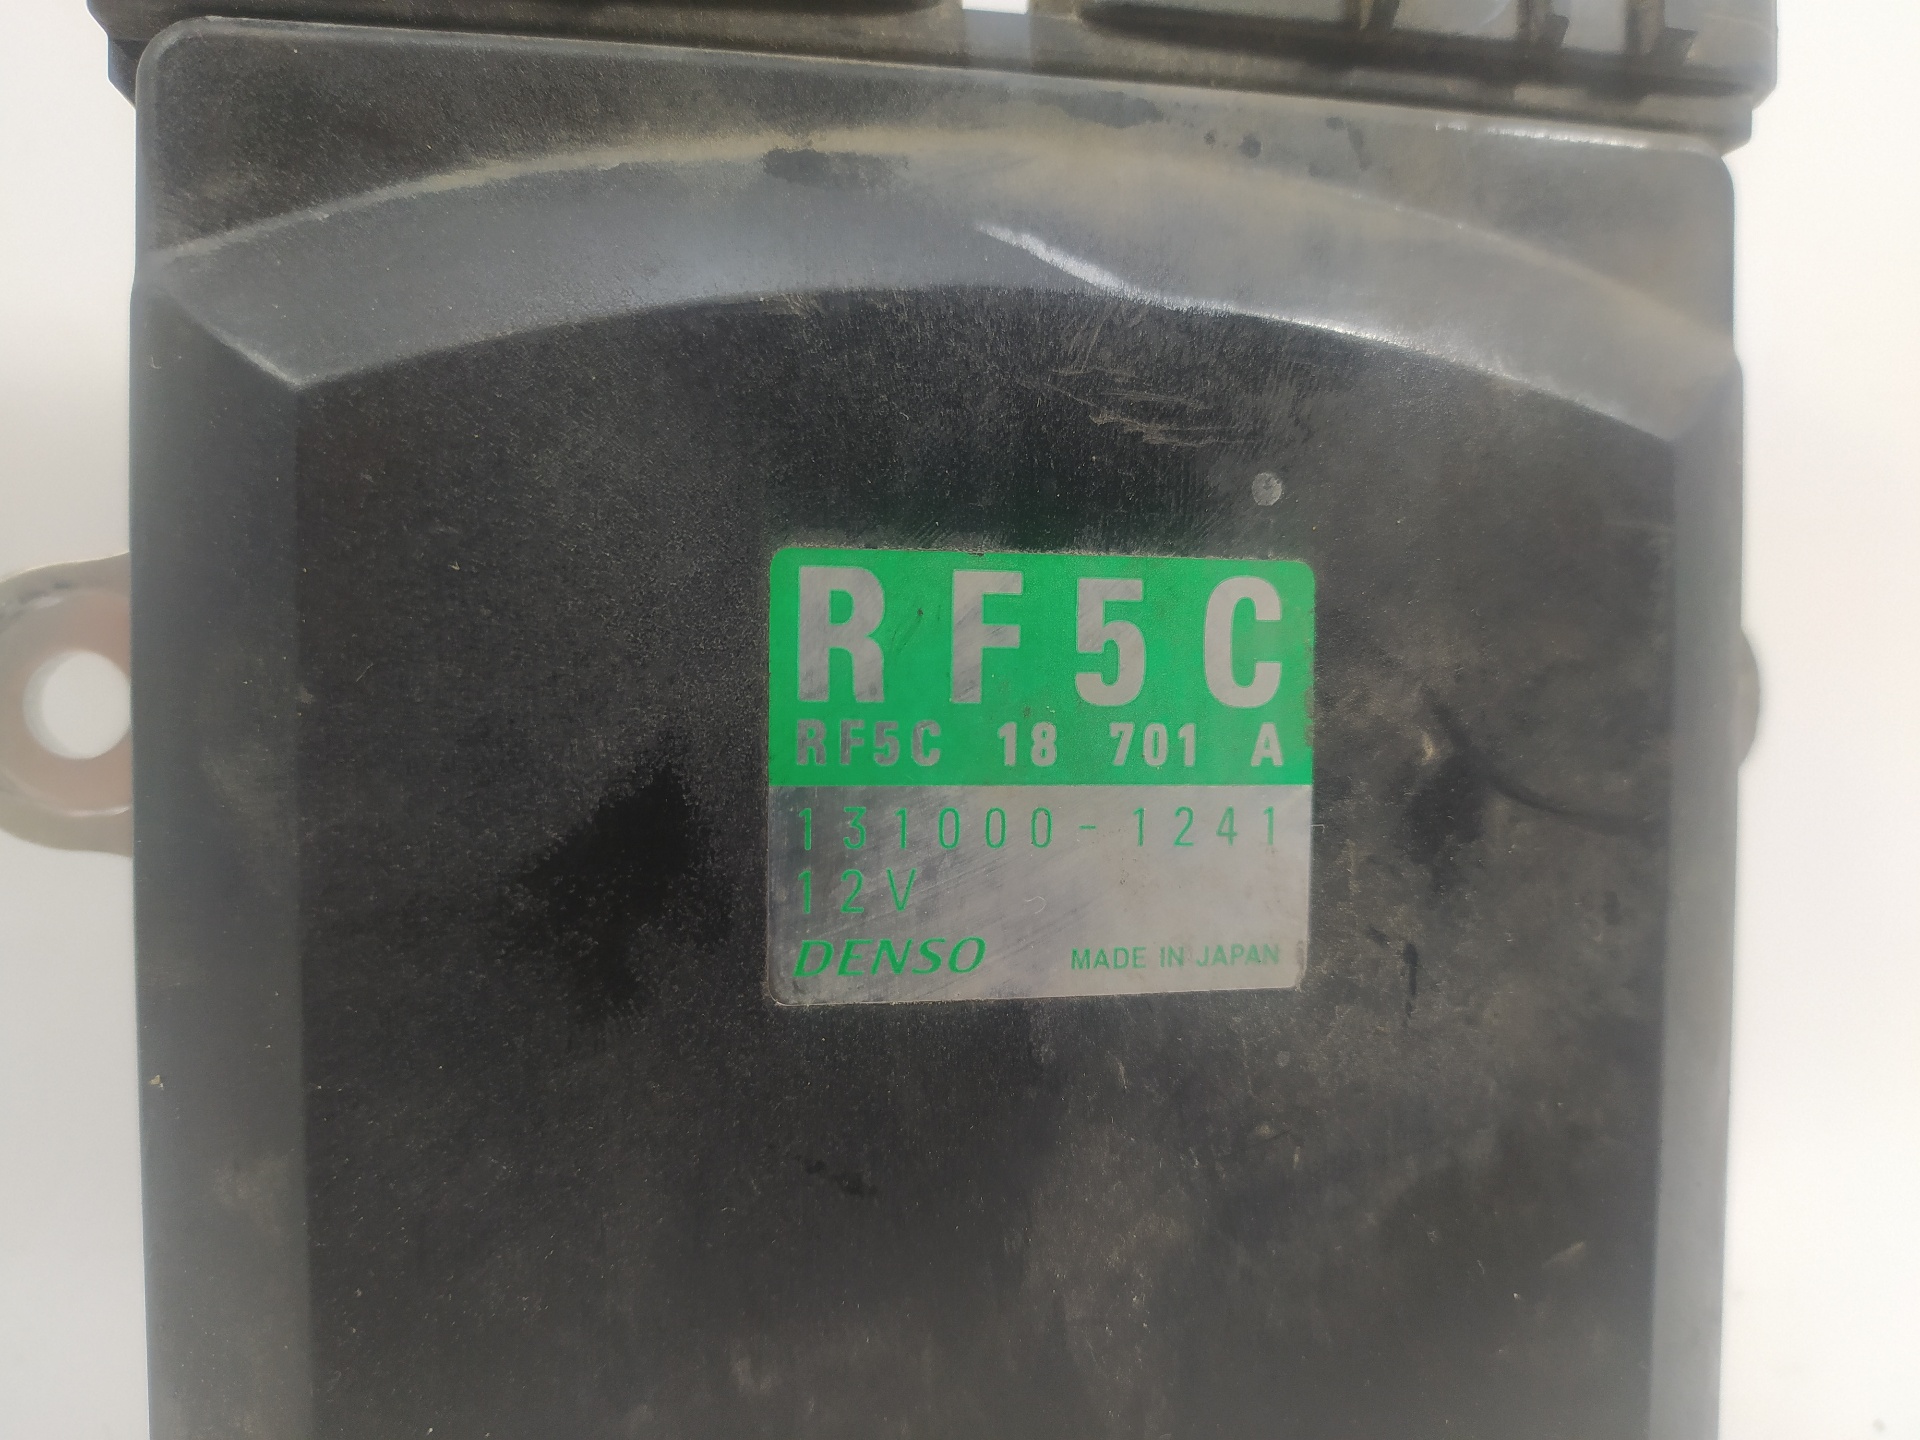 RF5C
RF5C 18 701 A
131000-1241
12V
DENSO MADE IN JAPAN